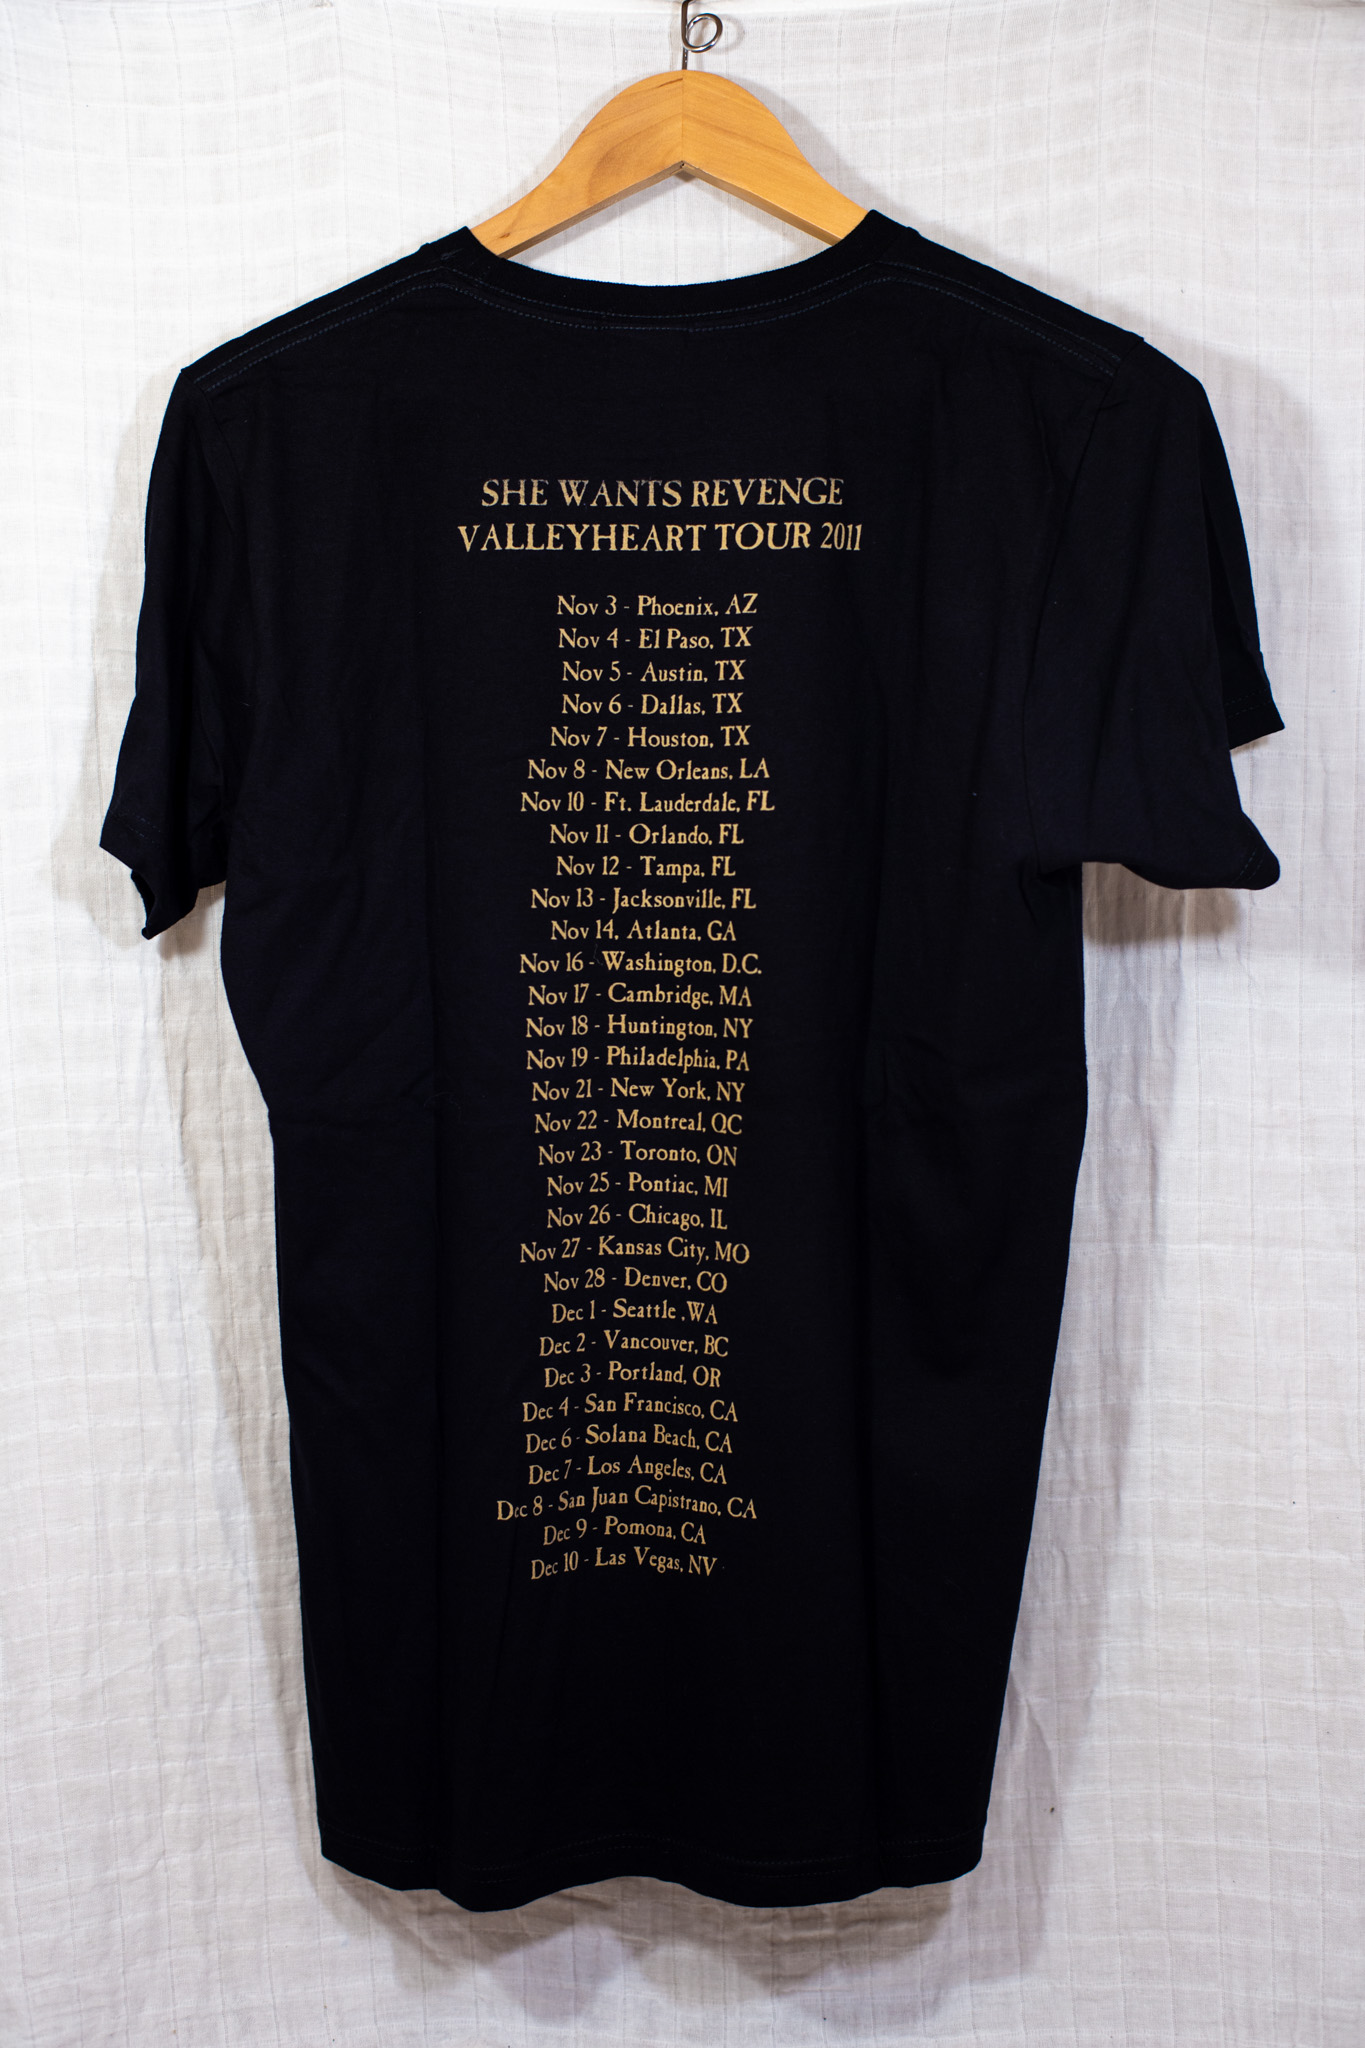 SHE WANTS REVENGE
VALLEYHEART TOUR 2011
Nov 3 - Phoenix, AZ
Nov 4 - El Paso, TX
Nov 5 - Austin, TX
Nov 6 - Dallas, TX
Nov 7 - Houston, TX
Nov 8 - New Orleans, LA
Nov 10 - Ft. Lauderdale, FL
Nov 11 - Orlando, FL
Nov 12 - Tampa, FL
Nov 13 - Jacksonville, FL
Nov 14, Atlanta, GA
Nov 16 - Washington, D.C.
Nov 17 - Cambridge, MA
Nov 18 - Huntington, NY
Nov 19 - Philadelphia, PA
Nov 21 - New York, NY
Nov 22 - Montreal, QC
Nov 23 - Toronto, ON
Nov 25 - Pontiac, MI
Nov 26 - Chicago, IL
Nov 27 - Kansas City, MO
Nov 28 - Denver, CO
Dec 1 - Seattle ,WA
Dec 2 - Vancouver, BC
Dec 3 - Portland, OR
Dec 4 - San Francisco, CA
Dec 6 - Solana Beach, CA
Dec 7 - Los Angeles, CA
Dec 8 - San Juan Capistrano, CA
Dec 9 - Pomona, CA
Dec 10 - Las Vegas, NV